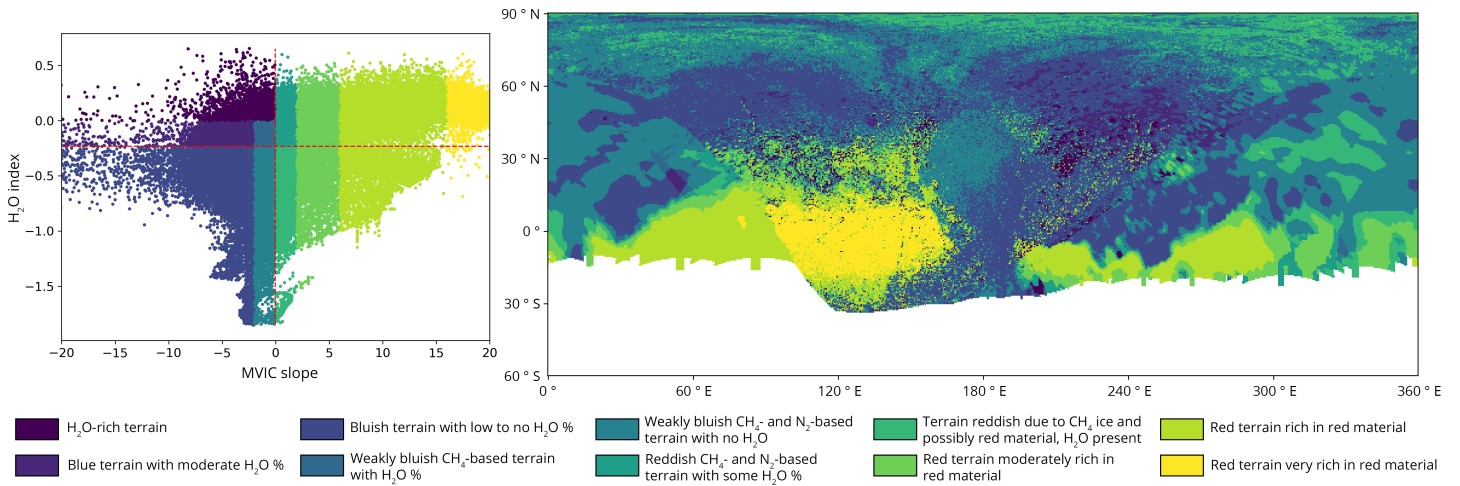 0.5
0.0
−0.5
−1.0
−1.5
H2O index
−20
−15
−10
−5
0
5
10
15
20
MVIC slope
90 ° N
60 ° N
30 ° N
0 °
30 ° S
60 ° S
0 °
60 ° E
120 ° E
180 ° E
240 ° E
300 ° E
360 ° E
H2O-rich terrain
Blue terrain with moderate H2O %
Bluish terrain with low to no H2O %
Weakly bluish CH4-based terrain
with H2O %
Weakly bluish CH4- and N2-based
terrain with no H2O
Reddish CH4- and N2-based
terrain with some H2O %
Terrain reddish due to CH4 ice and
possibly red material, H2O present
Red terrain moderately rich in
red material
Red terrain rich in red material
Red terrain very rich in red material